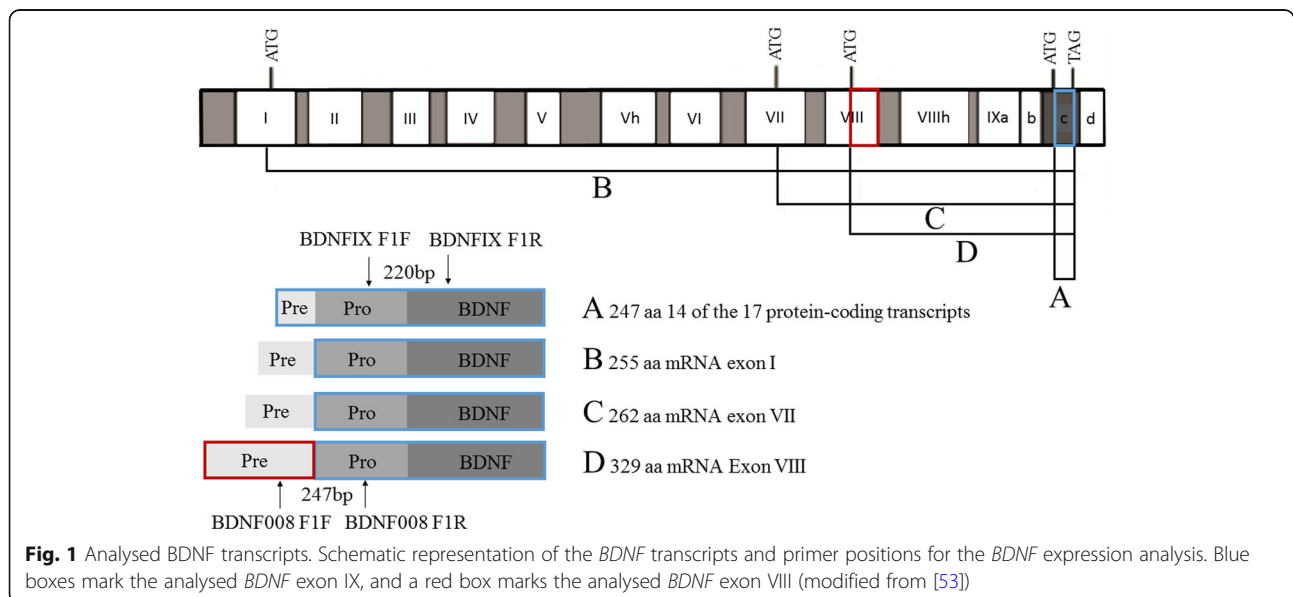 ATG ATG ATG ATG TAG
I II III IV V Vh VI VII VIII VIIIh IXa b c d
B
C
D
A
BDNFIX F1F BDNFIX F1R
220bp
Pre Pro BDNF A 247 aa 14 of the 17 protein-coding transcripts
Pre Pro BDNF B 255 aa mRNA exon I
Pre Pro BDNF C 262 aa mRNA exon VII
Pre Pro BDNF D 329 aa mRNA Exon VIII
247bp
BDNF008 F1F BDNF008 F1R
Fig. 1 Analysed BDNF transcripts. Schematic representation of the BDNF transcripts and primer positions for the BDNF expression analysis. Blue
boxes mark the analysed BDNF exon IX, and a red box marks the analysed BDNF exon VIII (modified from [53])